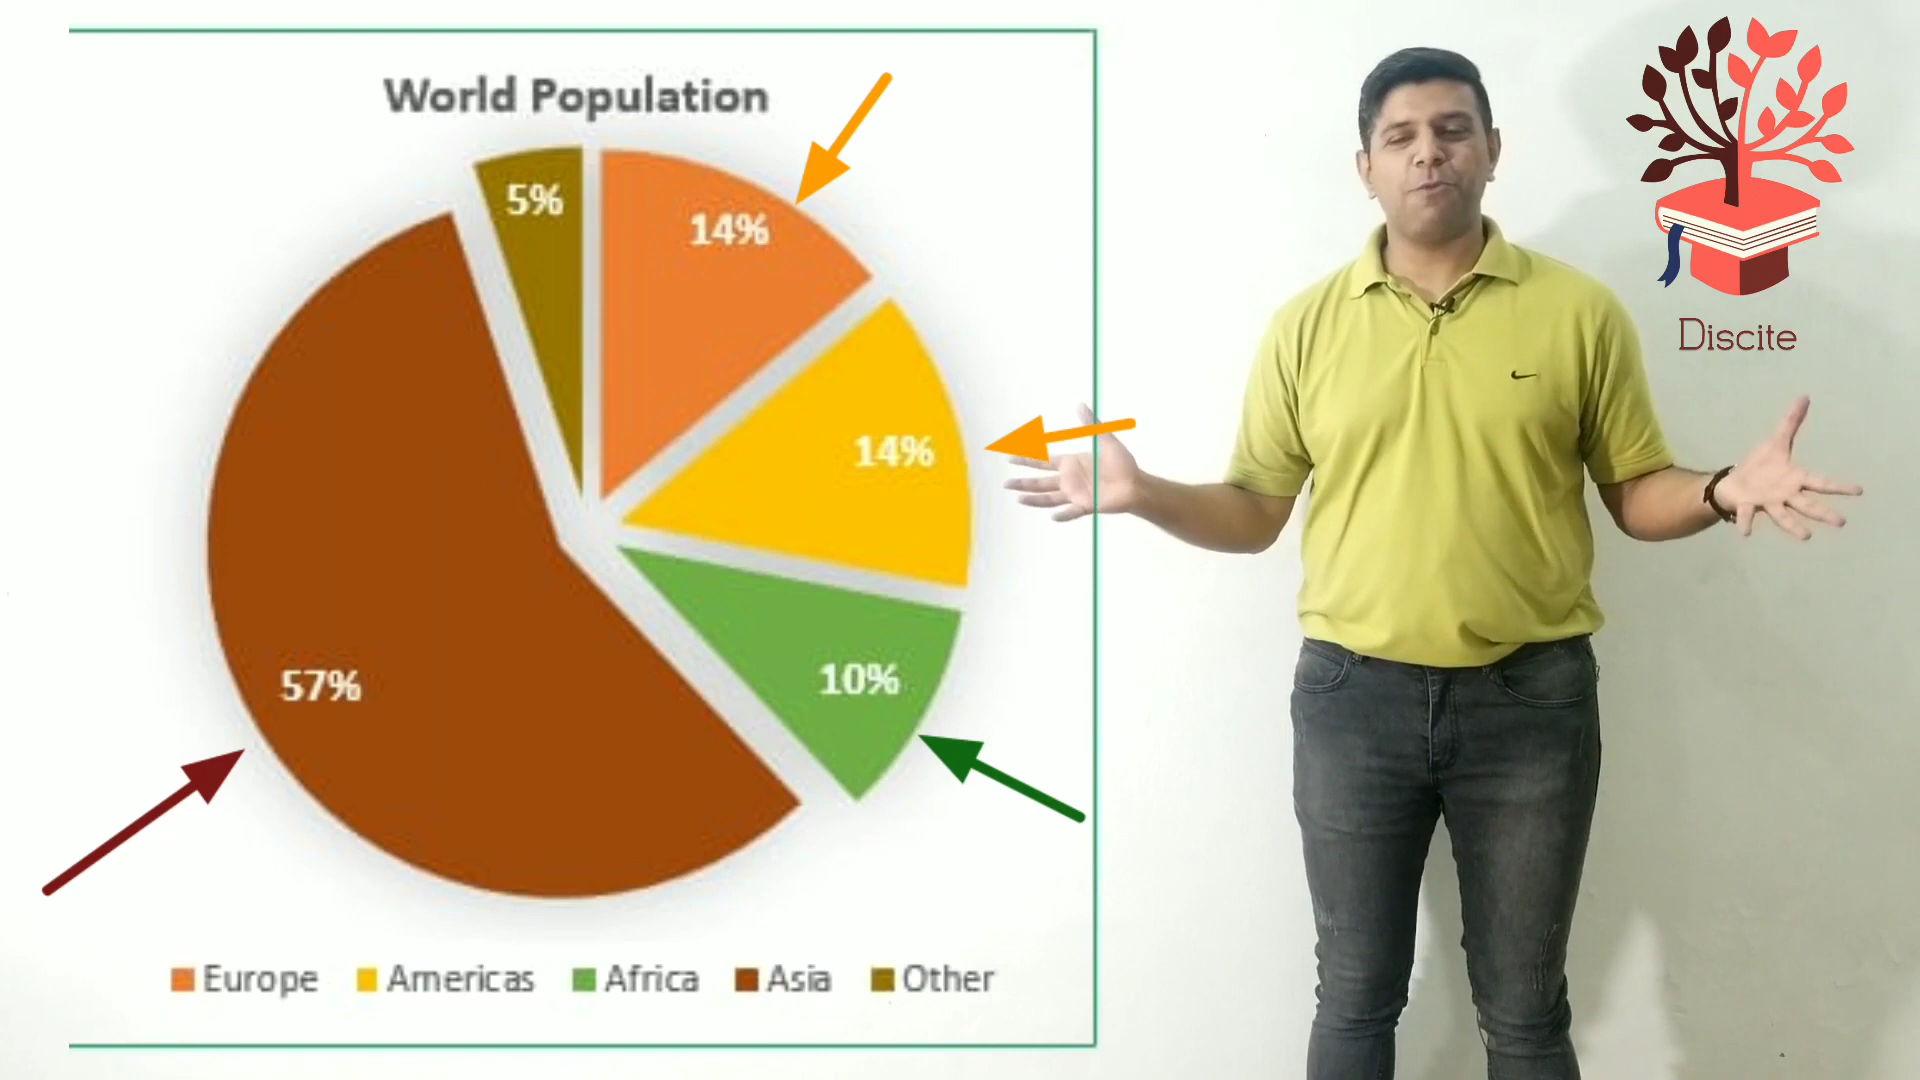 World Population
5%
14%
14%
10%
57%
Europe Americas Africa Asia Other
Discite